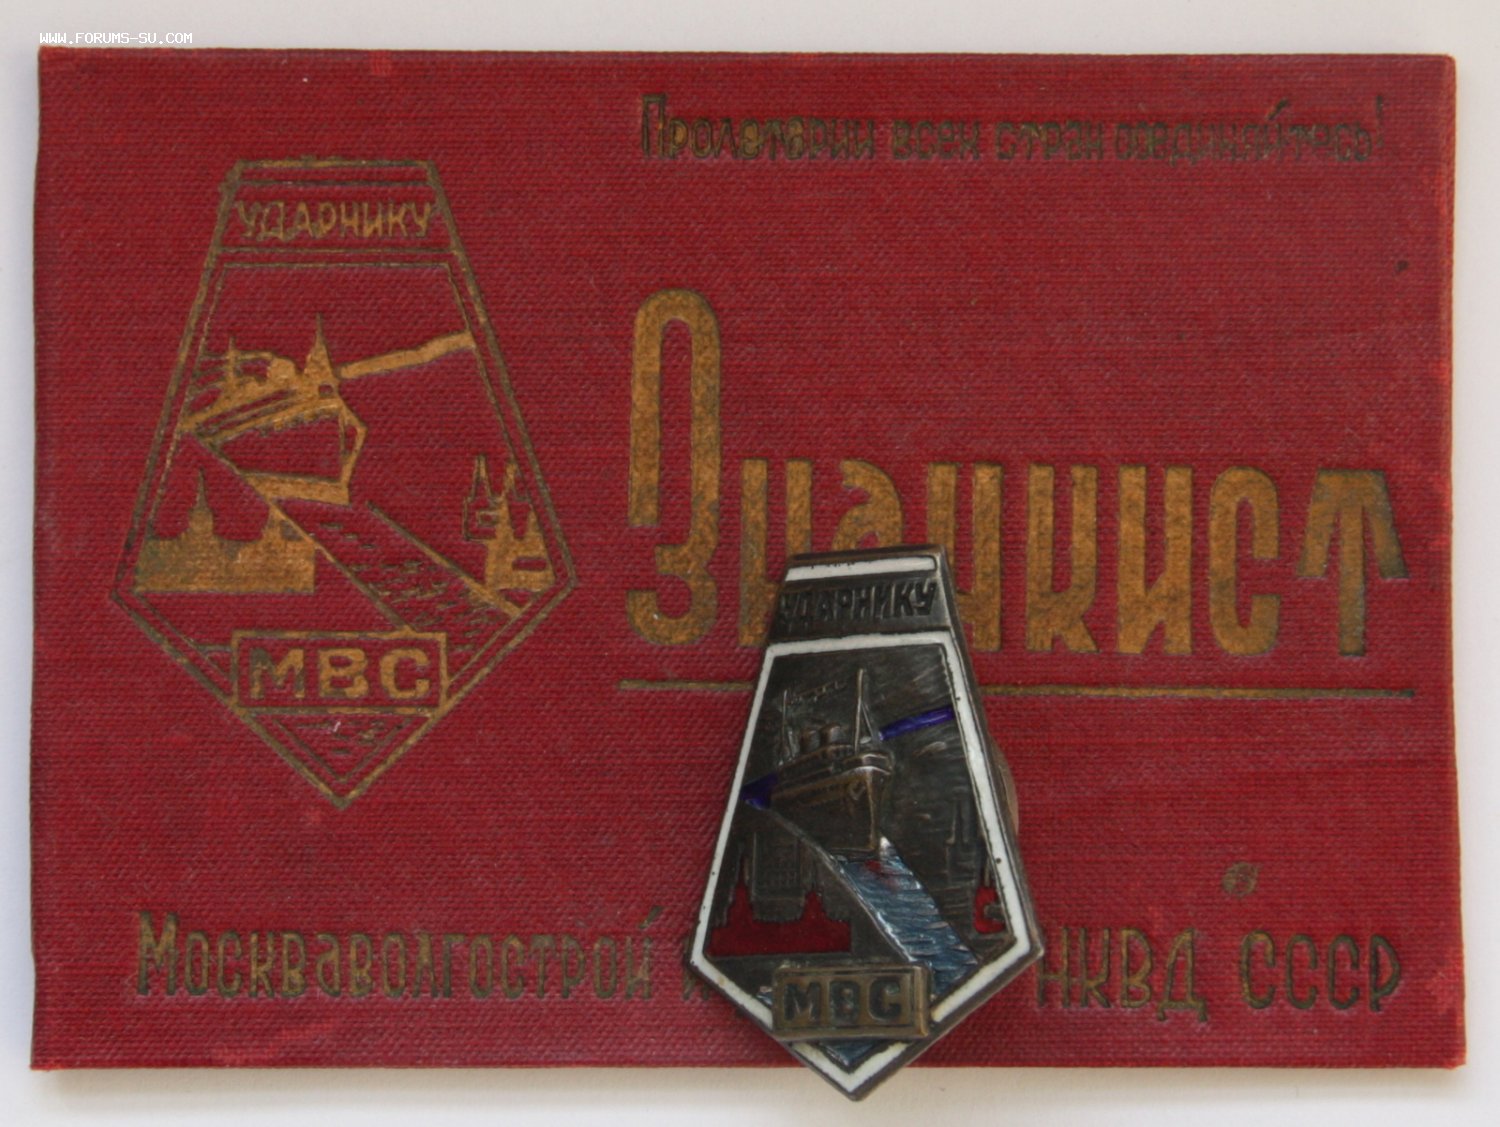 WWW.FORUMS-SU.COM
Пролетарии всех стран соединяйтесь!
УДАРНИКУ
Значкист
МВС
УДАРНИКУ
МВС
Москваволгострой НКВД СССР